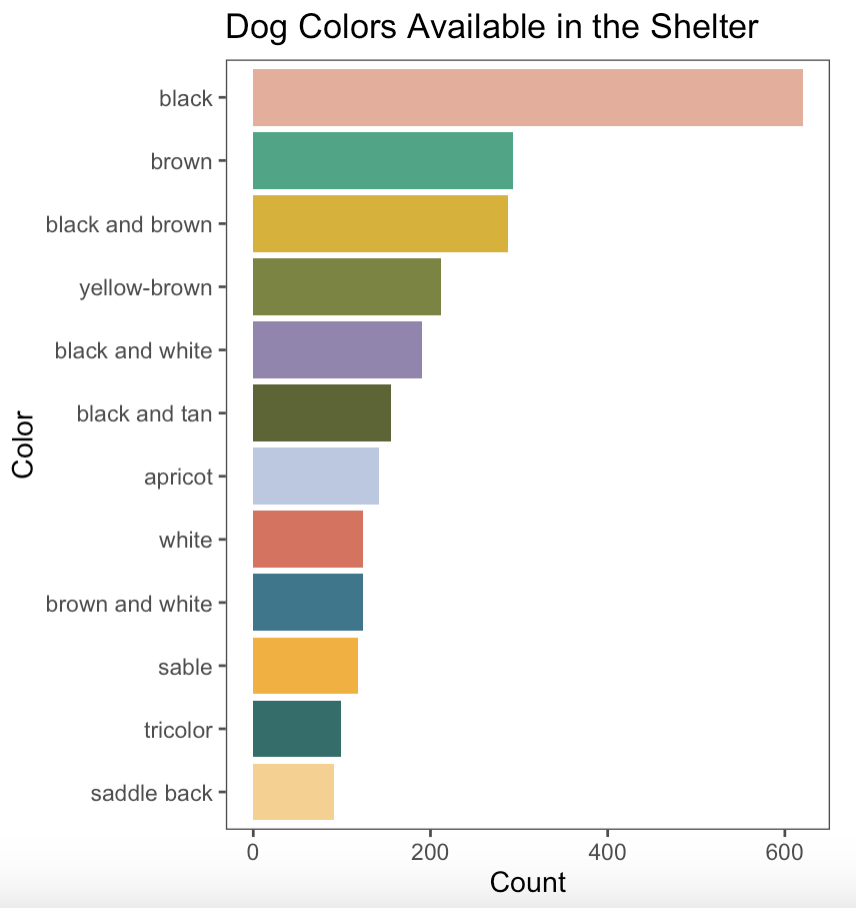 Dog Colors Available in the Shelter
black
brown
black and brown
yellow-brown
black and white
black and tan
apricot
white
brown and white
sable
tricolor
saddle back
Color
0 200 400 600
Count